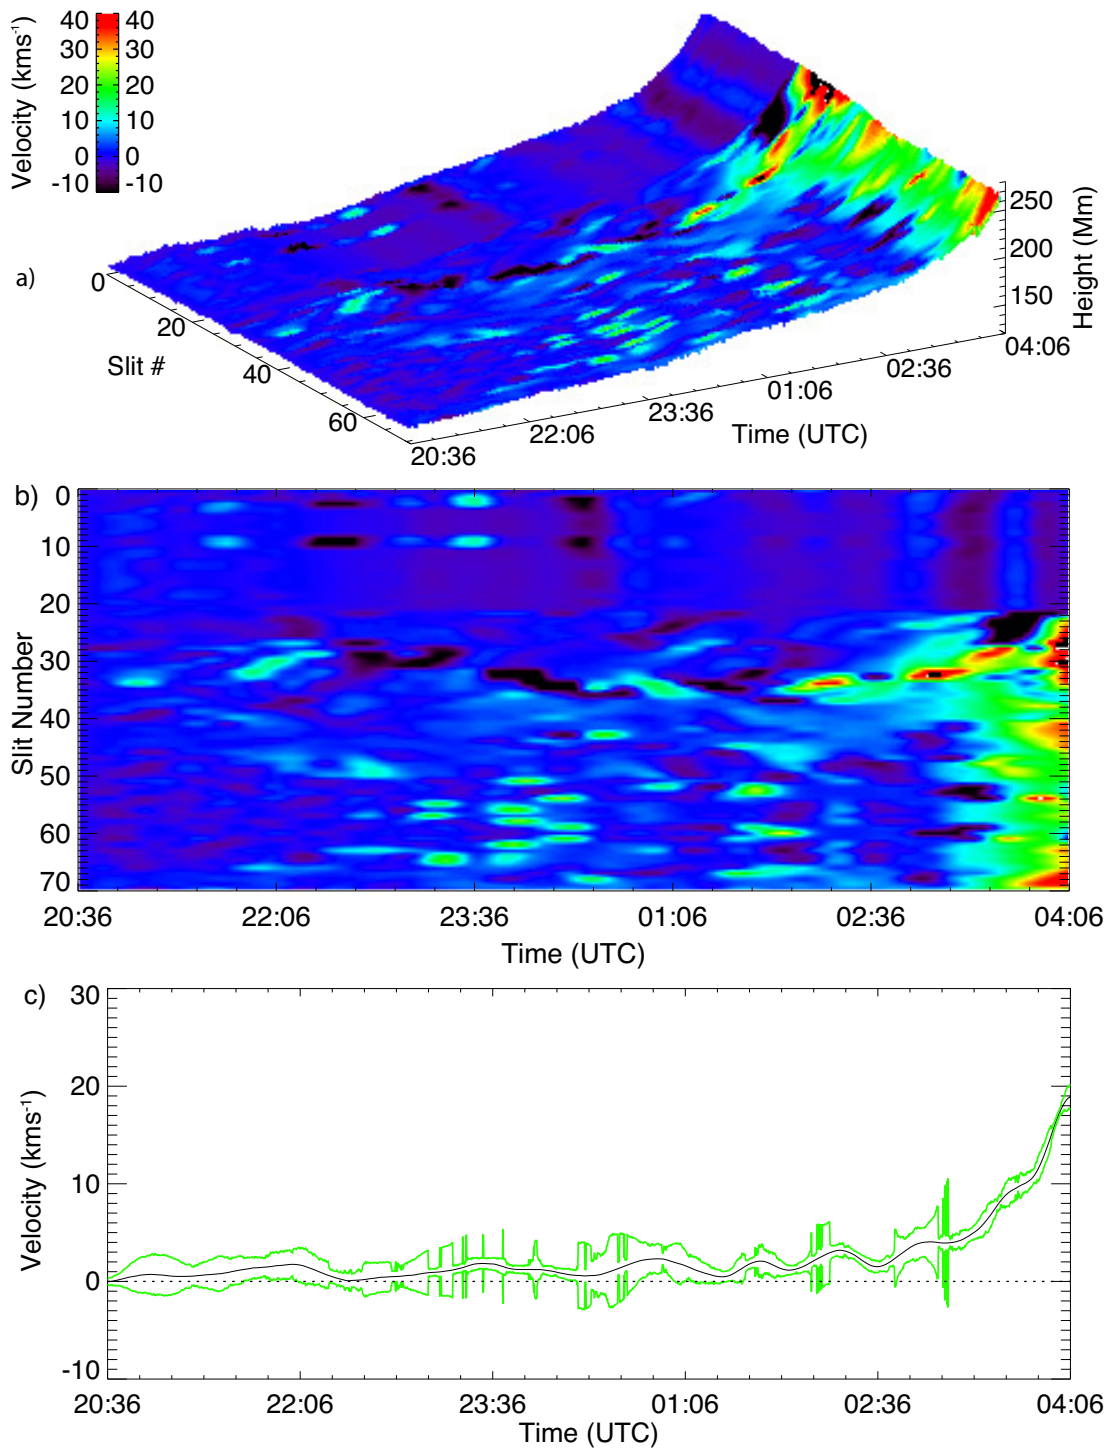 Velocity (kms⁻¹)
40 40
30 30
20 20
10 10
0 0
-10 -10
a)
0
20
40
60
Slit #
20:36
22:06
23:36
01:06
02:36
04:06
Time (UTC)
250
200
150
Height (Mm)
b)
0
10
20
30
40
50
60
70
Slit Number
20:36 22:06 23:36 01:06 02:36 04:06
Time (UTC)
c)
30
20
10
0
-10
Velocity (kms⁻¹)
20:36 22:06 23:36 01:06 02:36 04:06
Time (UTC)